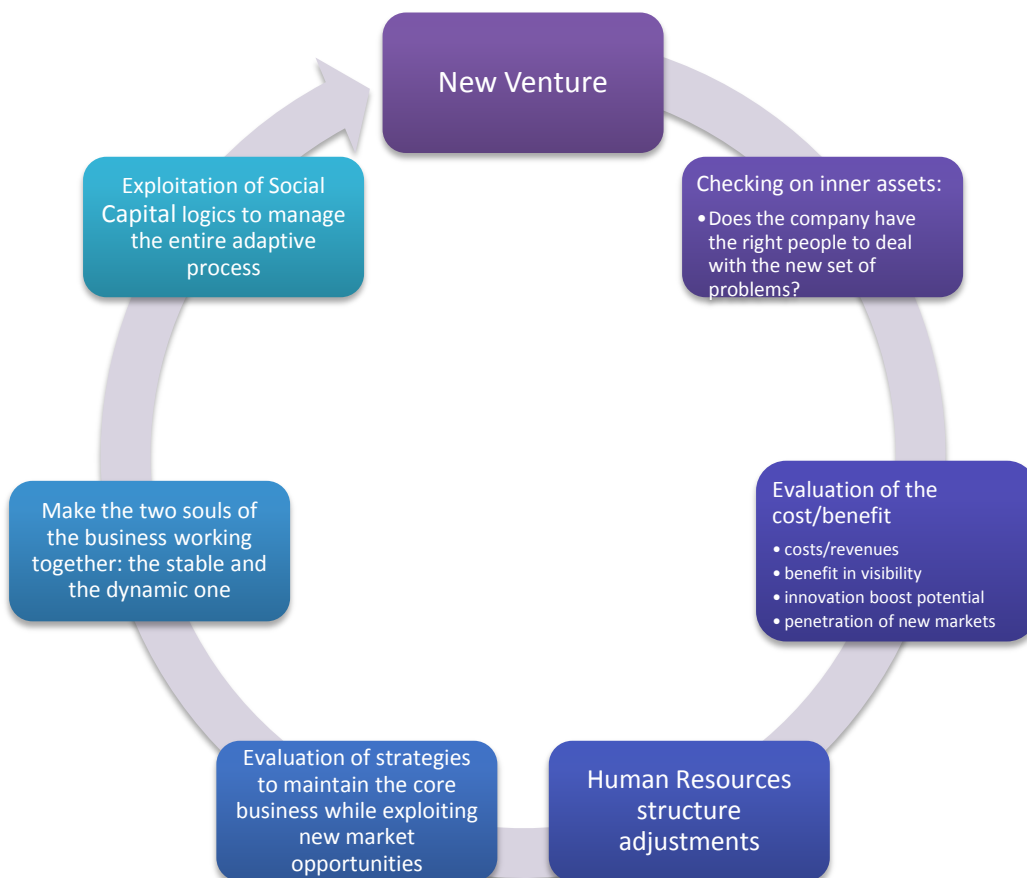 New Venture
Checking on inner assets:
• Does the company have
the right people to deal
with the new set of
problems?
Evaluation of the
cost/benefit
• costs/revenues
• benefit in visibility
• innovation boost potential
• penetration of new markets
Human Resources
structure
adjustments
Evaluation of strategies
to maintain the core
business while exploiting
new market
opportunities
Make the two souls of
the business working
together: the stable and
the dynamic one
Exploitation of Social
Capital logics to manage
the entire adaptive
process